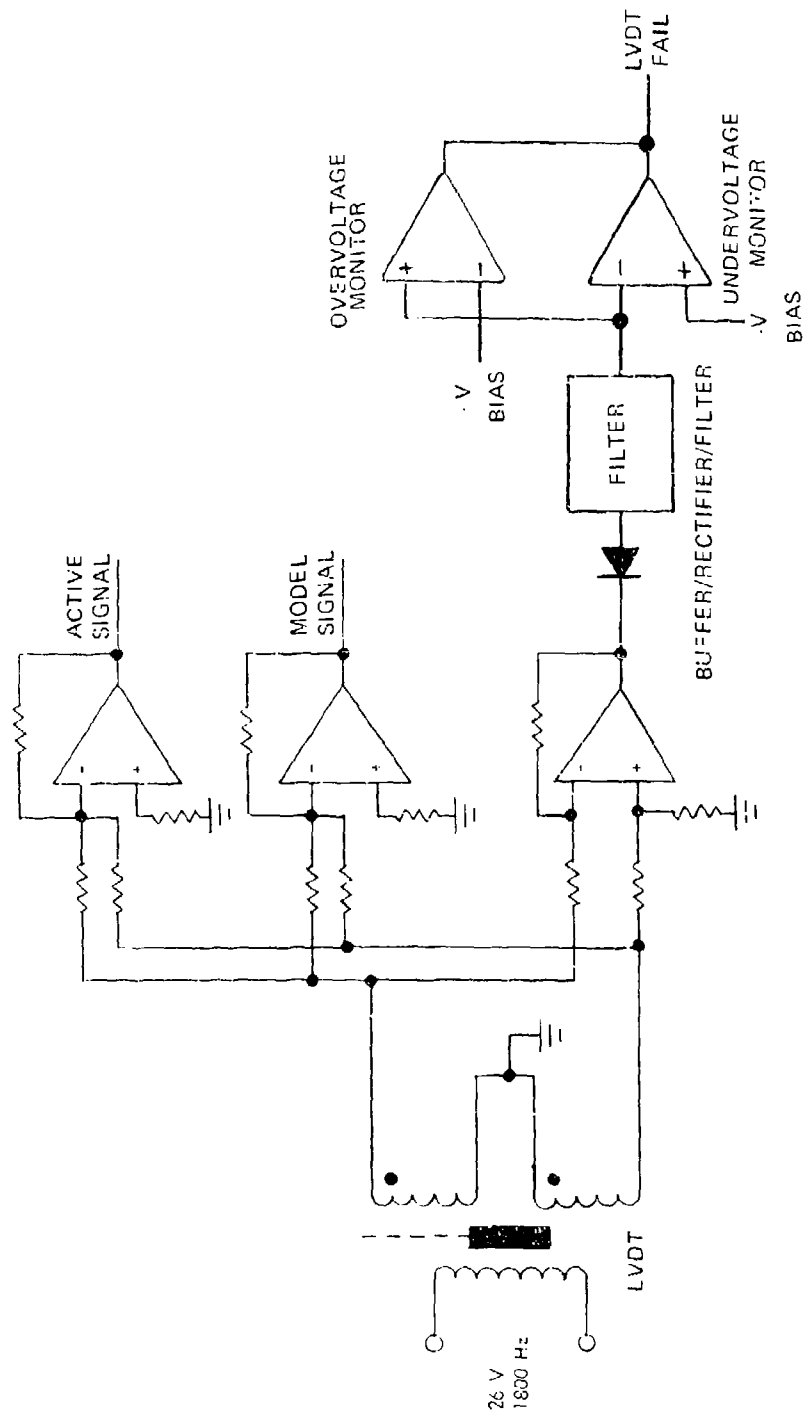 26 V
1800 Hz
LVDT
ACTIVE
SIGNAL
MODEL
SIGNAL
-
+
-
+
-
+
BUFFER/RECTIFIER/FILTER
FILTER
OVERVOLTAGE
MONITOR
-V
BIAS
+
-
-
+
UNDERVOLTAGE
MONITOR
-V
BIAS
LVDT
FAIL